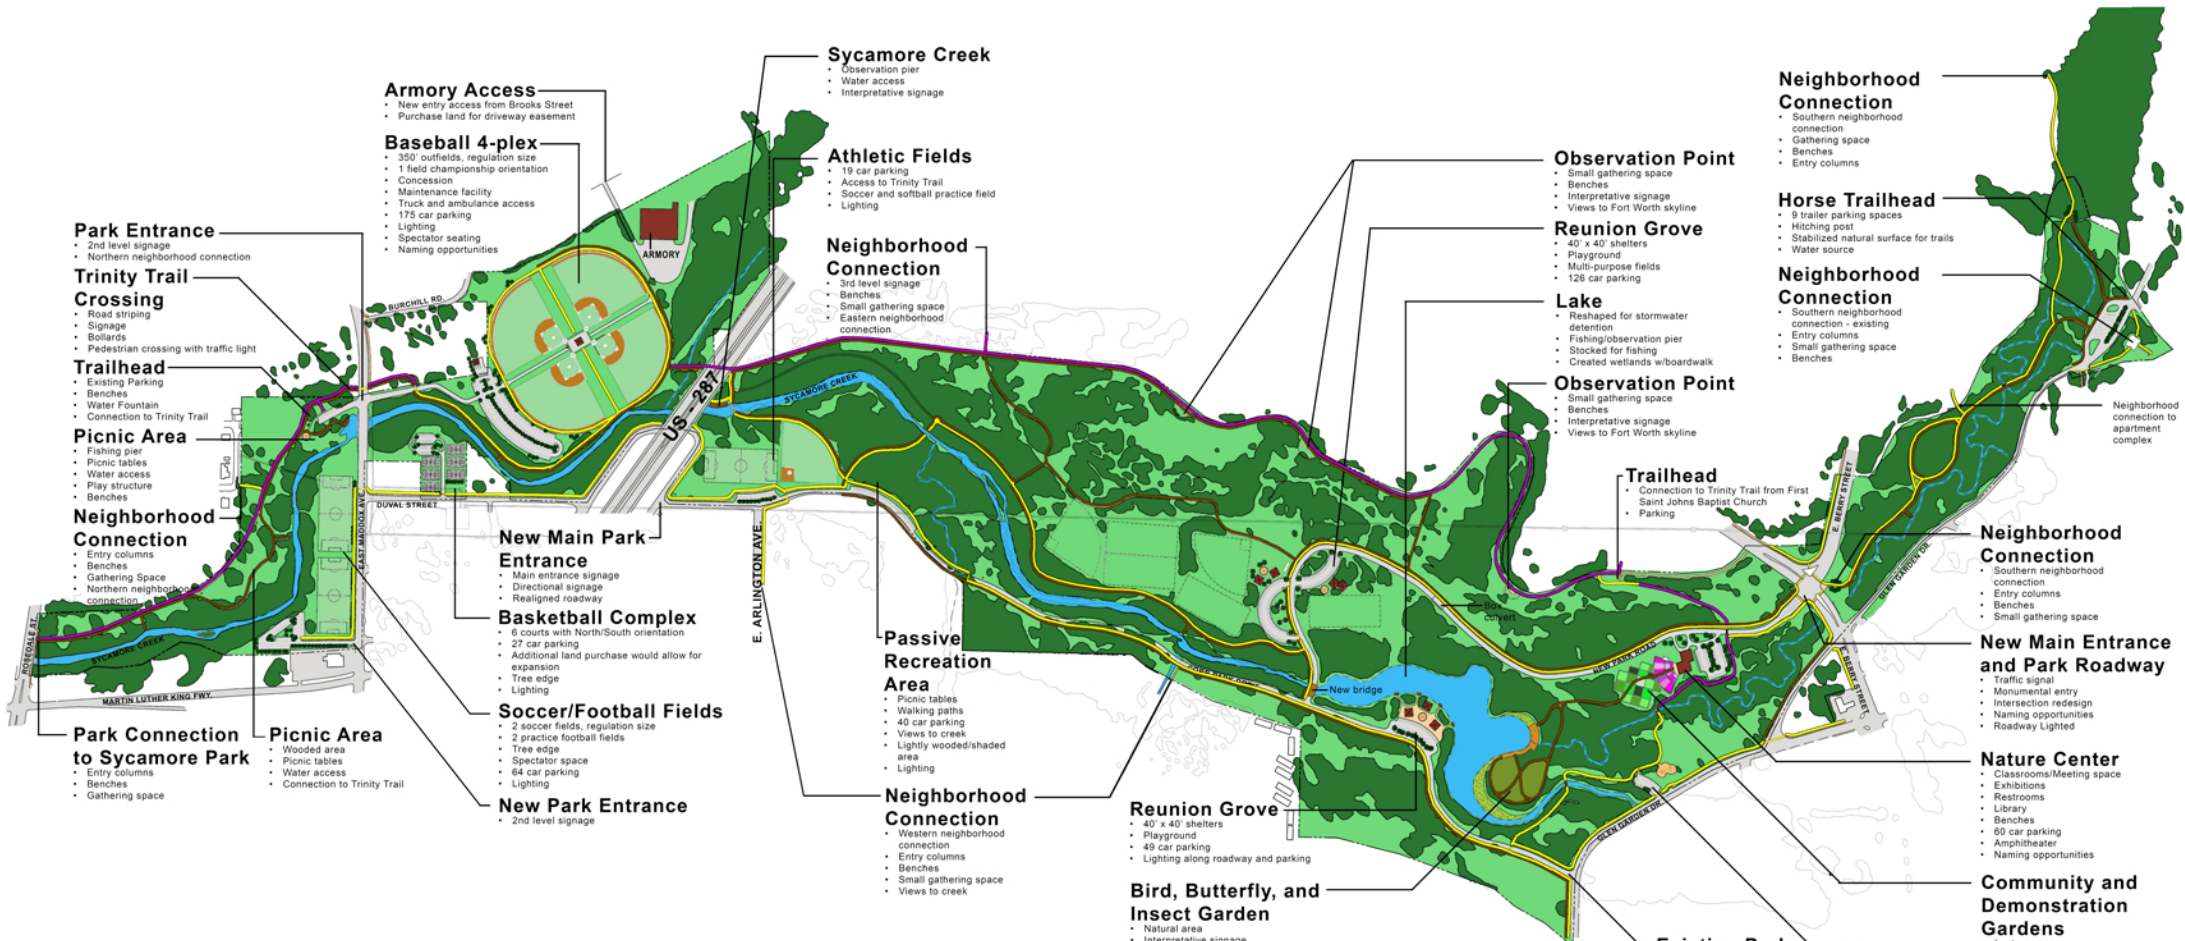 Sycamore Creek
• Observation pier
• Water access
• Interpretative signage
Armory Access
• New entry access from Brooks Street
• Purchase land for driveway easement
Baseball 4-plex
• 350' outfields, regulation size
• 1 field championship orientation
• Concession
• Maintenance facility
• Truck and ambulance access
• 175 car parking
• Lighting
• Spectator seating
• Naming opportunities
Athletic Fields
• 19 car parking
• Access to Trinity Trail
• Soccer and softball practice field
• Lighting
Neighborhood
Connection
• 3rd level signage
• Benches
• Small gathering space
• Eastern neighborhood
connection
Park Entrance
• 2nd level signage
• Northern neighborhood connection
Trinity Trail
Crossing
• Road striping
• Signage
• Bollards
• Pedestrian crossing with traffic light
Trailhead
• Existing Parking
• Benches
• Water Fountain
• Connection to Trinity Trail
Picnic Area
• Fishing pier
• Picnic tables
• Water access
• Play structure
• Benches
Neighborhood
Connection
• Entry columns
• Benches
• Gathering Space
• Northern neighborhood
connection
Park Connection
to Sycamore Park
• Entry columns
• Benches
• Gathering space
Picnic Area
• Wooded area
• Picnic tables
• Water access
• Connection to Trinity Trail
New Main Park
Entrance
• Main entrance signage
• Directional signage
• Realigned roadway
Basketball Complex
• 6 courts with North/South orientation
• 27 car parking
• Additional land purchase would allow for
expansion
• Tree edge
• Lighting
Soccer/Football Fields
• 2 soccer fields, regulation size
• 2 practice football fields
• Tree edge
• Spectator space
• 64 car parking
• Lighting
New Park Entrance
• 2nd level signage
Passive
Recreation
Area
• Picnic tables
• Walking paths
• 40 car parking
• Views to creek
• Lightly wooded/shaded
area
• Lighting
Neighborhood
Connection
• Western neighborhood
connection
• Entry columns
• Benches
• Small gathering space
• Views to creek
Reunion Grove
• 40' x 40' shelters
• Playground
• 49 car parking
• Lighting along roadway and parking
Bird, Butterfly, and
Insect Garden
• Natural area
• Interpretative signage
Observation Point
• Small gathering space
• Benches
• Interpretive signage
• Views to Fort Worth skyline
Reunion Grove
• 40' x 40' shelters
• Playground
• Multi-purpose fields
• 126 car parking
Lake
• Reshaped for stormwater
detention
• Fishing/observation pier
• Stocked for fishing
• Created wetlands w/boardwalk
Observation Point
• Small gathering space
• Benches
• Interpretive signage
• Views to Fort Worth skyline
Trailhead
• Connection to Trinity Trail from First
Saint Johns Baptist Church
• Parking
Neighborhood
Connection
• Southern neighborhood
connection
• Gathering space
• Benches
• Entry columns
Horse Trailhead
• 9 trailer parking spaces
• Hitching post
• Stabilized natural surface for trails
• Water source
Neighborhood
Connection
• Southern neighborhood
connection - existing
• Entry columns
• Small gathering space
• Benches
Neighborhood
connection to
apartment
complex
Neighborhood
Connection
• Southern neighborhood
connection
• Entry columns
• Benches
• Small gathering space
New Main Entrance
and Park Roadway
• Traffic signal
• Monumental entry
• Intersection redesign
• Naming opportunities
• Roadway Lighted
Nature Center
• Classrooms/Meeting space
• Exhibitions
• Restrooms
• Library
• Benches
• 60 car parking
• Amphitheater
• Naming opportunities
Community and
Demonstration
Gardens
ARMORY
BURCHILL RD.
US - 287
SYCAMORE CREEK
DUVAL STREET
EAST MADDOX AVE.
E. ARLINGTON AVE.
ROSEDALE ST.
SYCAMORE CREEK
MARTIN LUTHER KING FWY.
Box
culvert
New bridge
NEW PARK ROAD
E. BERRY STREET
E. BERRY STREET
GLEN GARDEN DR.
GLEN GARDEN DR.